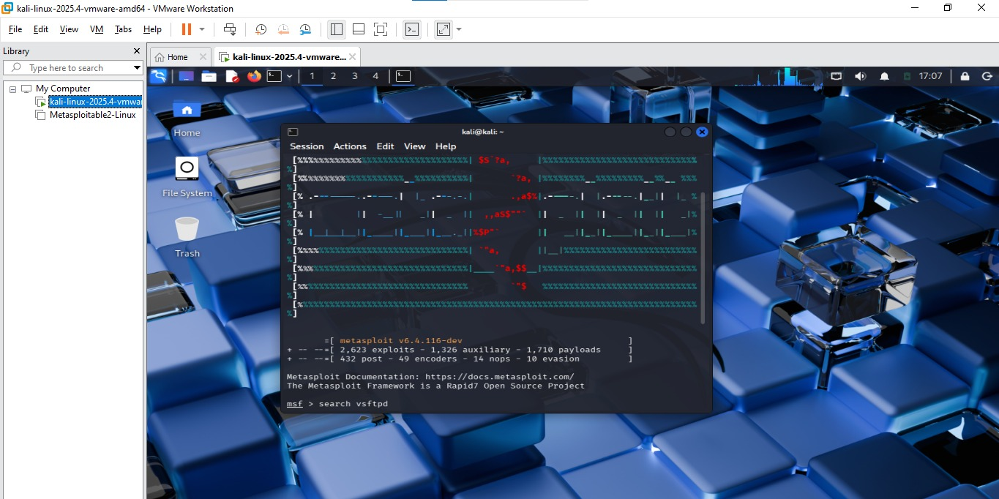 kali-linux-2025.4-vmware-amd64 - VMware Workstation
File Edit View VM Tabs Help
Library
Type here to search
My Computer
kali-linux-2025.4-vmwar
Metasploitable2-Linux
Home
kali-linux-2025.4-vmware...
1 2 3 4
17:07
Home
File System
Trash
kali@kali: ~
Session Actions Edit View Help
=[ metasploit v6.4.116-dev ]
+ -- --=[ 2,623 exploits - 1,326 auxiliary - 1,710 payloads ]
+ -- --=[ 432 post - 49 encoders - 14 nops - 10 evasion ]
Metasploit Documentation: https://docs.metasploit.com/
The Metasploit Framework is a Rapid7 Open Source Project
msf > search vsftpd